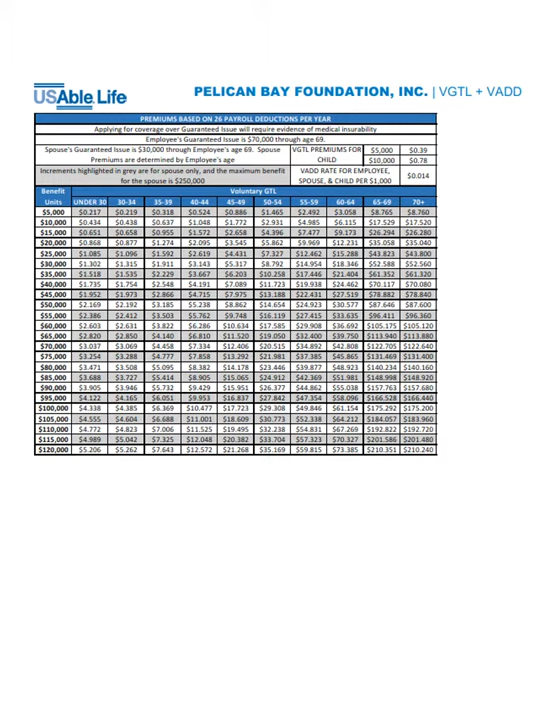 USAble Life
PELICAN BAY FOUNDATION, INC. | VGTL + VADD
PREMIUMS BASED ON 26 PAYROLL DEDUCTIONS PER YEAR
Applying for coverage over Guaranteed Issue will require evidence of medical insurability
Employee's Guaranteed Issue is $70,000 through age 69.
Spouse's Guaranteed Issue is $30,000 through Employee's age 69. Spouse
Premiums are determined by Employee's age
VGTL PREMIUMS FOR
CHILD
$5,000 $0.39
$10,000 $0.78
Increments highlighted in grey are for spouse only, and the maximum benefit
for the spouse is $250,000
VADD RATE FOR EMPLOYEE,
SPOUSE, & CHILD PER $1,000
$0.014
Benefit Voluntary GTL
Units UNDER 30 30-34 35-39 40-44 45-49 50-54 55-59 60-64 65-69 70+
$5,000 $0.217 $0.219 $0.318 $0.524 $0.886 $1.465 $2.492 $3.058 $8.765 $8.760
$10,000 $0.434 $0.438 $0.637 $1.048 $1.772 $2.931 $4.985 $6.115 $17.529 $17.520
$15,000 $0.651 $0.658 $0.955 $1.572 $2.658 $4.396 $7.477 $9.173 $26.294 $26.280
$20,000 $0.868 $0.877 $1.274 $2.095 $3.545 $5.862 $9.969 $12.231 $35.058 $35.040
$25,000 $1.085 $1.096 $1.592 $2.619 $4.431 $7.327 $12.462 $15.288 $43.823 $43.800
$30,000 $1.302 $1.315 $1.911 $3.143 $5.317 $8.792 $14.954 $18.346 $52.588 $52.560
$35,000 $1.518 $1.535 $2.229 $3.667 $6.203 $10.258 $17.446 $21.404 $61.352 $61.320
$40,000 $1.735 $1.754 $2.548 $4.191 $7.089 $11.723 $19.938 $24.462 $70.117 $70.080
$45,000 $1.952 $1.973 $2.866 $4.715 $7.975 $13.188 $22.431 $27.519 $78.882 $78.840
$50,000 $2.169 $2.192 $3.185 $5.238 $8.862 $14.654 $24.923 $30.577 $87.646 $87.600
$55,000 $2.386 $2.412 $3.503 $5.762 $9.748 $16.119 $27.415 $33.635 $96.411 $96.360
$60,000 $2.603 $2.631 $3.822 $6.286 $10.634 $17.585 $29.908 $36.692 $105.175 $105.120
$65,000 $2.820 $2.850 $4.140 $6.810 $11.520 $19.050 $32.400 $39.750 $113.940 $113.880
$70,000 $3.037 $3.069 $4.458 $7.334 $12.406 $20.515 $34.892 $42.808 $122.705 $122.640
$75,000 $3.254 $3.288 $4.777 $7.858 $13.292 $21.981 $37.385 $45.865 $131.469 $131.400
$80,000 $3.471 $3.508 $5.095 $8.382 $14.178 $23.446 $39.877 $48.923 $140.234 $140.160
$85,000 $3.688 $3.727 $5.414 $8.905 $15.065 $24.912 $42.369 $51.981 $148.998 $148.920
$90,000 $3.905 $3.946 $5.732 $9.429 $15.951 $26.377 $44.862 $55.038 $157.763 $157.680
$95,000 $4.122 $4.165 $6.051 $9.953 $16.837 $27.842 $47.354 $58.096 $166.528 $166.440
$100,000 $4.338 $4.385 $6.369 $10.477 $17.723 $29.308 $49.846 $61.154 $175.292 $175.200
$105,000 $4.555 $4.604 $6.688 $11.001 $18.609 $30.773 $52.338 $64.212 $184.057 $183.960
$110,000 $4.772 $4.823 $7.006 $11.525 $19.495 $32.238 $54.831 $67.269 $192.822 $192.720
$115,000 $4.989 $5.042 $7.325 $12.048 $20.382 $33.704 $57.323 $70.327 $201.586 $201.480
$120,000 $5.206 $5.262 $7.643 $12.572 $21.268 $35.169 $59.815 $73.385 $210.351 $210.240